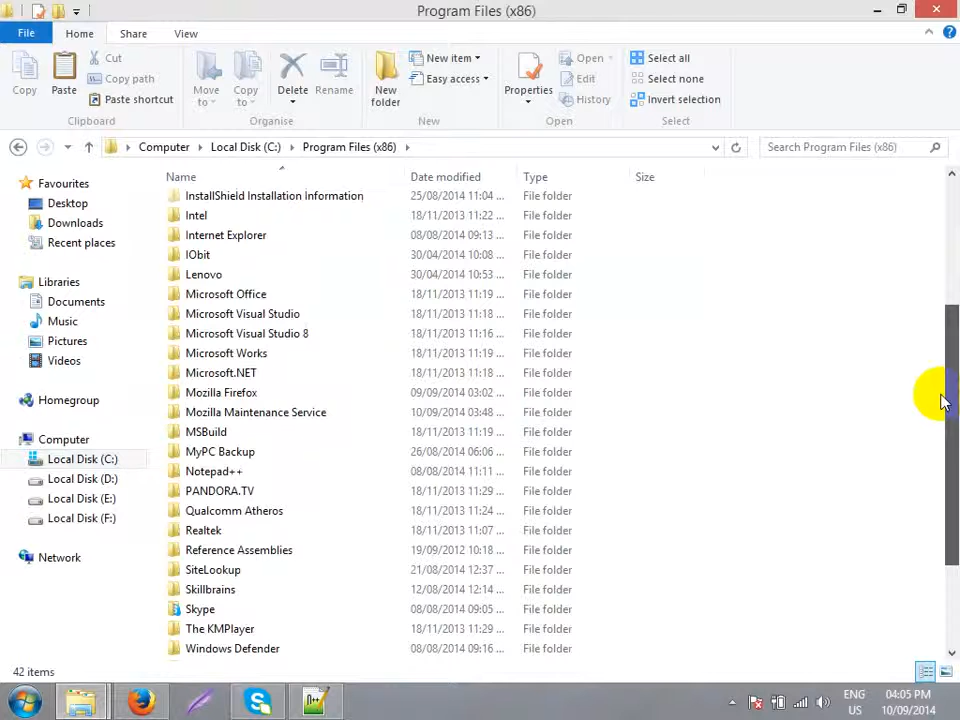 Program Files (x86)
File Home Share View
Copy Paste Cut Copy path Paste shortcut
Move to Copy to Delete Rename
New folder New item Easy access
Properties Open Edit History
Select all Select none Invert selection
Clipboard Organise New Open Select
Computer Local Disk (C:) Program Files (x86) Search Program Files (x86)
Name Date modified Type Size
Favourites
Desktop
Downloads
Recent places
Libraries
Documents
Music
Pictures
Videos
Homegroup
Computer
Local Disk (C:)
Local Disk (D:)
Local Disk (E:)
Local Disk (F:)
Network
InstallShield Installation Information 25/08/2014 11:04 ... File folder
Intel 18/11/2013 11:22 ... File folder
Internet Explorer 08/08/2014 09:13 ... File folder
IObit 30/04/2014 10:08 ... File folder
Lenovo 30/04/2014 10:53 ... File folder
Microsoft Office 18/11/2013 11:19 ... File folder
Microsoft Visual Studio 18/11/2013 11:18 ... File folder
Microsoft Visual Studio 8 18/11/2013 11:16 ... File folder
Microsoft Works 18/11/2013 11:19 ... File folder
Microsoft.NET 18/11/2013 11:18 ... File folder
Mozilla Firefox 09/09/2014 03:02 ... File folder
Mozilla Maintenance Service 10/09/2014 03:48 ... File folder
MSBuild 18/11/2013 11:19 ... File folder
MyPC Backup 26/08/2014 06:06 ... File folder
Notepad++ 08/08/2014 11:11 ... File folder
PANDORA.TV 18/11/2013 11:29 ... File folder
Qualcomm Atheros 18/11/2013 11:24 ... File folder
Realtek 18/11/2013 11:07 ... File folder
Reference Assemblies 19/09/2012 10:18 ... File folder
SiteLookup 21/08/2014 12:37 ... File folder
Skillbrains 12/08/2014 12:14 ... File folder
Skype 08/08/2014 09:05 ... File folder
The KMPlayer 18/11/2013 11:29 ... File folder
Windows Defender 08/08/2014 09:16 ... File folder
42 items
ENG 04:05 PM
US 10/09/2014